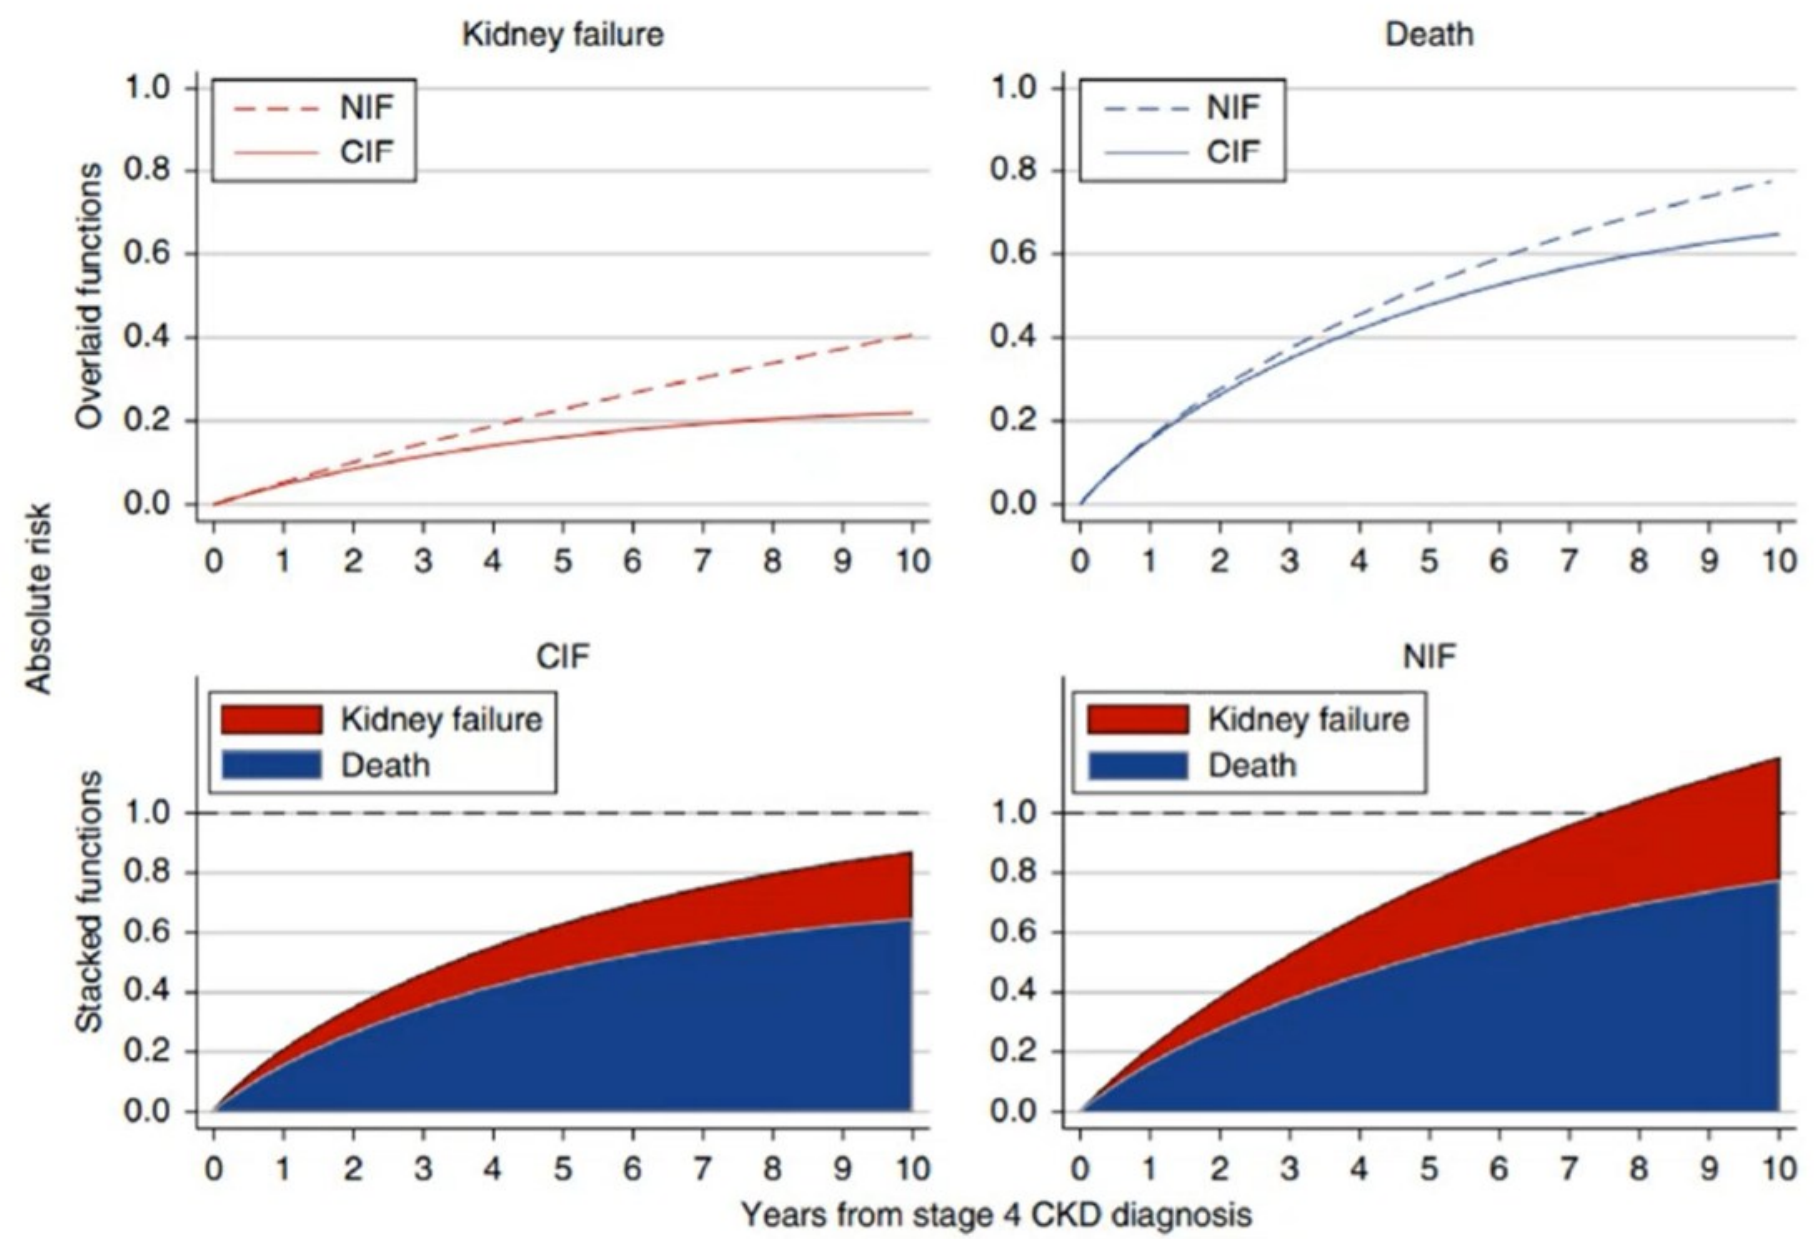 Kidney failure
1.0
0.8
0.6
0.4
0.2
0.0
NIF
CIF
0 1 2 3 4 5 6 7 8 9 10
Overlaid functions
Death
1.0
0.8
0.6
0.4
0.2
0.0
NIF
CIF
0 1 2 3 4 5 6 7 8 9 10
Absolute risk
CIF
Kidney failure
Death
1.0
0.8
0.6
0.4
0.2
0.0
0 1 2 3 4 5 6 7 8 9 10
Stacked functions
NIF
Kidney failure
Death
1.0
0.8
0.6
0.4
0.2
0.0
0 1 2 3 4 5 6 7 8 9 10
Years from stage 4 CKD diagnosis